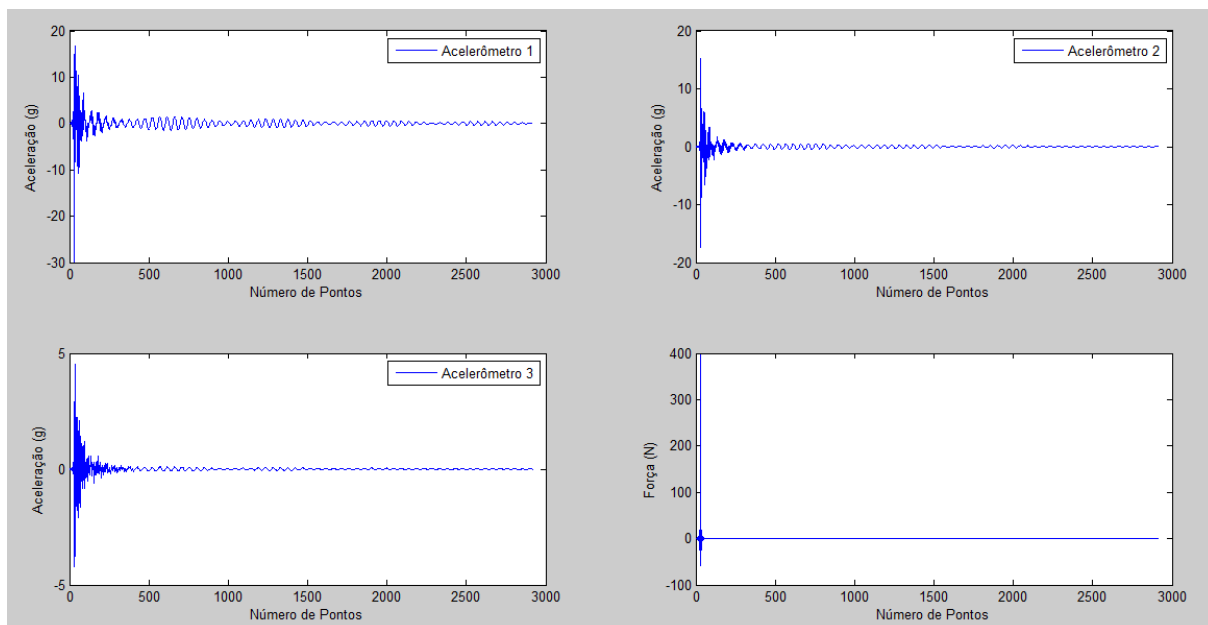 20
10
0
-10
-20
-30
Aceleração (g)
Acelerômetro 1
0 500 1000 1500 2000 2500 3000
Número de Pontos
20
10
0
-10
-20
Aceleração (g)
Acelerômetro 2
0 500 1000 1500 2000 2500 3000
Número de Pontos
5
0
-5
Aceleração (g)
Acelerômetro 3
0 500 1000 1500 2000 2500 3000
Número de Pontos
400
300
200
100
0
-100
Força (N)
0 500 1000 1500 2000 2500 3000
Número de Pontos